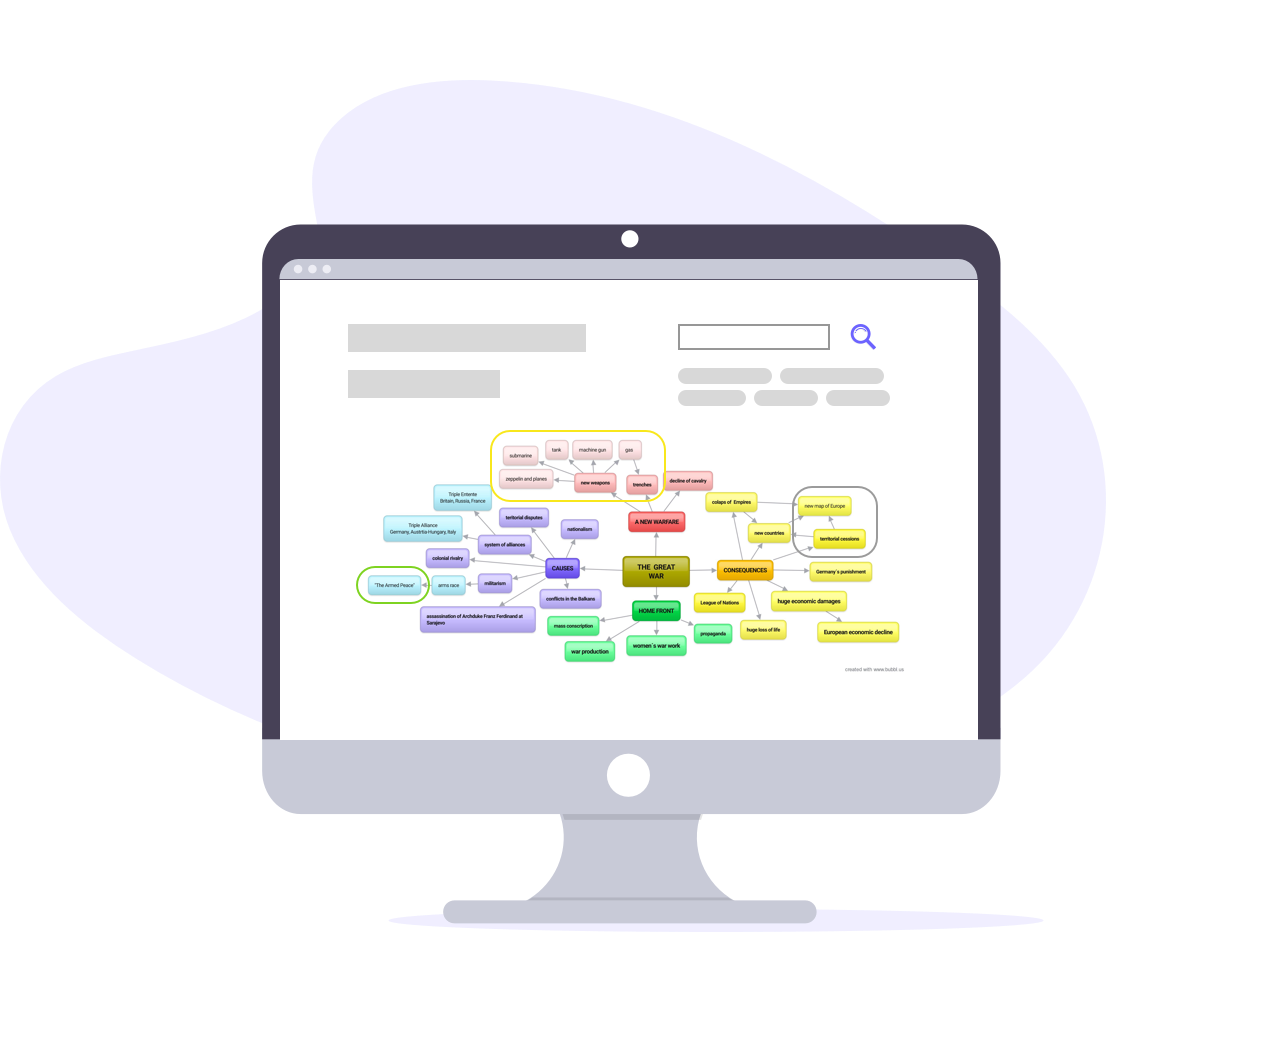 submarine
tank
machine gun
gas
zeppelin and planes
new weapons
trenches
decline of cavalry
Triple Entente
Britain, Russia, France
Triple Alliance
Germany, Austria-Hungary, Italy
teritorial disputes
nationalism
system of alliances
colonial rivalry
CAUSES
"The Armed Peace"
arms race
militarism
conflicts in the Balkans
assassination of Archduke Franz Ferdinand at
Sarajevo
A NEW WARFARE
THE GREAT
WAR
colaps of Empires
new map of Europe
new countries
territorial cessions
CONSEQUENCES
Germany´s punishment
League of Nations
huge economic damages
huge loss of life
European economic decline
HOME FRONT
mass conscription
war production
women´s war work
propaganda
created with www.bubbl.us